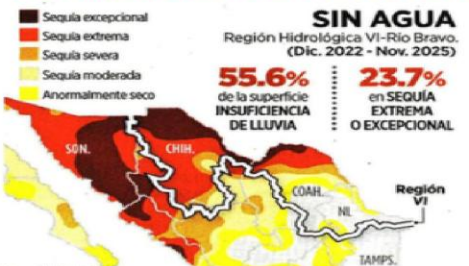 Sequía excepcional
Sequía extrema
Sequía severa
Sequía moderada
Anormalmente seco
SIN AGUA
Región Hidrológica VI-Río Bravo.
(Dic. 2022 - Nov. 2025)
55.6%
de la superficie
INSUFICIENCIA
DE LLUVIA
23.7%
en SEQUÍA
EXTREMA
O EXCEPCIONAL
SON.
CHIH.
COAH.
NL
TAMPS.
Región
VI